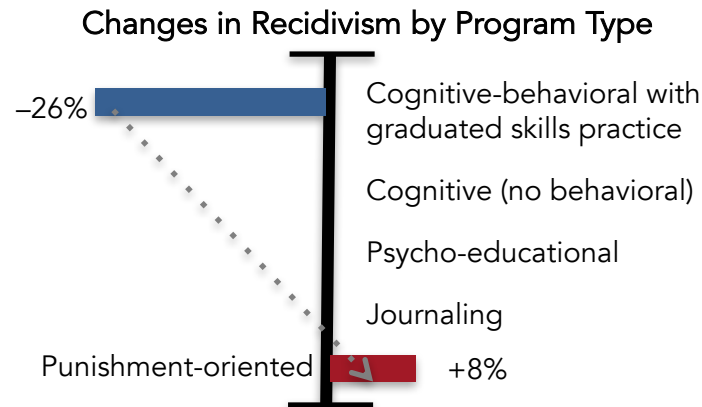 Changes in Recidivism by Program Type
–26%
Cognitive-behavioral with
graduated skills practice
Cognitive (no behavioral)
Psycho-educational
Journaling
Punishment-oriented
+8%